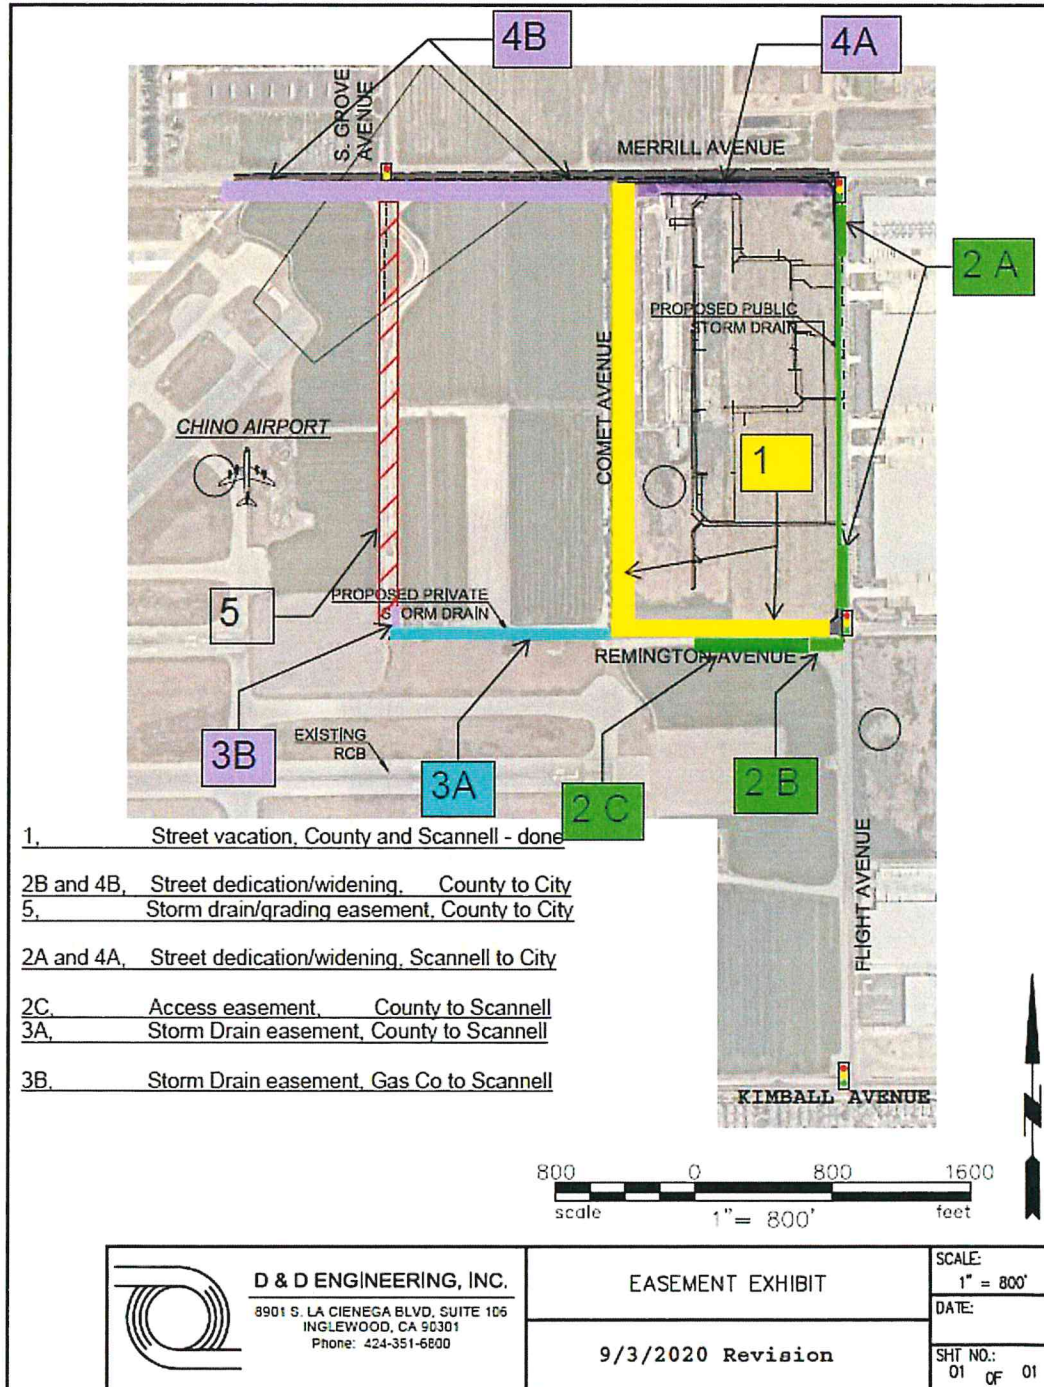 4B
4A
S. GROVE
AVENUE
MERRILL AVENUE
2 A
PROPOSED PUBLIC
STORM DRAIN
COMET AVENUE
CHINO AIRPORT
1
5
PROPOSED PRIVATE
STORM DRAIN
REMINGTON AVENUE
3B
EXISTING
RCB
3A
2 C
2 B
FLIGHT AVENUE
1, Street vacation, County and Scannell - done
2B and 4B, Street dedication/widening, County to City
5, Storm drain/grading easement, County to City
2A and 4A, Street dedication/widening, Scannell to City
2C, Access easement, County to Scannell
3A, Storm Drain easement, County to Scannell
3B, Storm Drain easement, Gas Co to Scannell
KIMBALL AVENUE
N
800 0 800 1600
scale 1"= 800' feet
D & D ENGINEERING, INC.
8901 S. LA CIENEGA BLVD, SUITE 106
INGLEWOOD, CA 90301
Phone: 424-351-6800
EASEMENT EXHIBIT
9/3/2020 Revision
SCALE:
1" = 800'
DATE:
SHT NO.:
01 OF 01